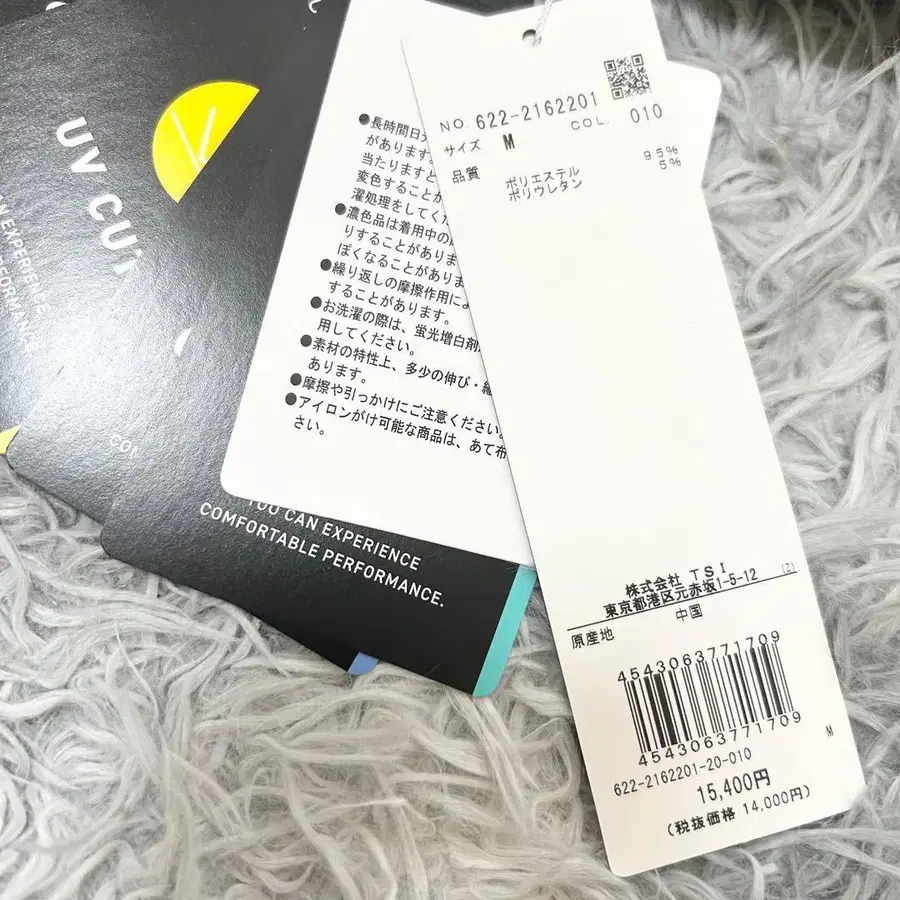 UV CU
YOU CAN EXPERIENCE
COMFORTABLE PERFORMANCE.
●長時間日光
があります。
当たりますと
変色することが
濯処理をしてくだ
●濃色品は着用中の
りすることがありま
ぽくなることがありま
●繰り返しの摩擦作用によ
することがあります。
●お洗濯の際は、蛍光増白剤
用してください。
●素材の特性上、多少の伸び・縮
あります。
●摩擦や引っかけにご注意ください。
●アイロンがけ可能な商品は、あて布
さい。
NO. 622-2162201
サイズ M COL. 010
品質 ポリエステル 95%
ポリウレタン 5%
株式会社 TSI
東京都港区元赤坂1-5-12 (Z)
原産地 中国
4543063771709
4543063771709
622-2162201-20-010 M
15,400円
(税抜価格 14,000円)